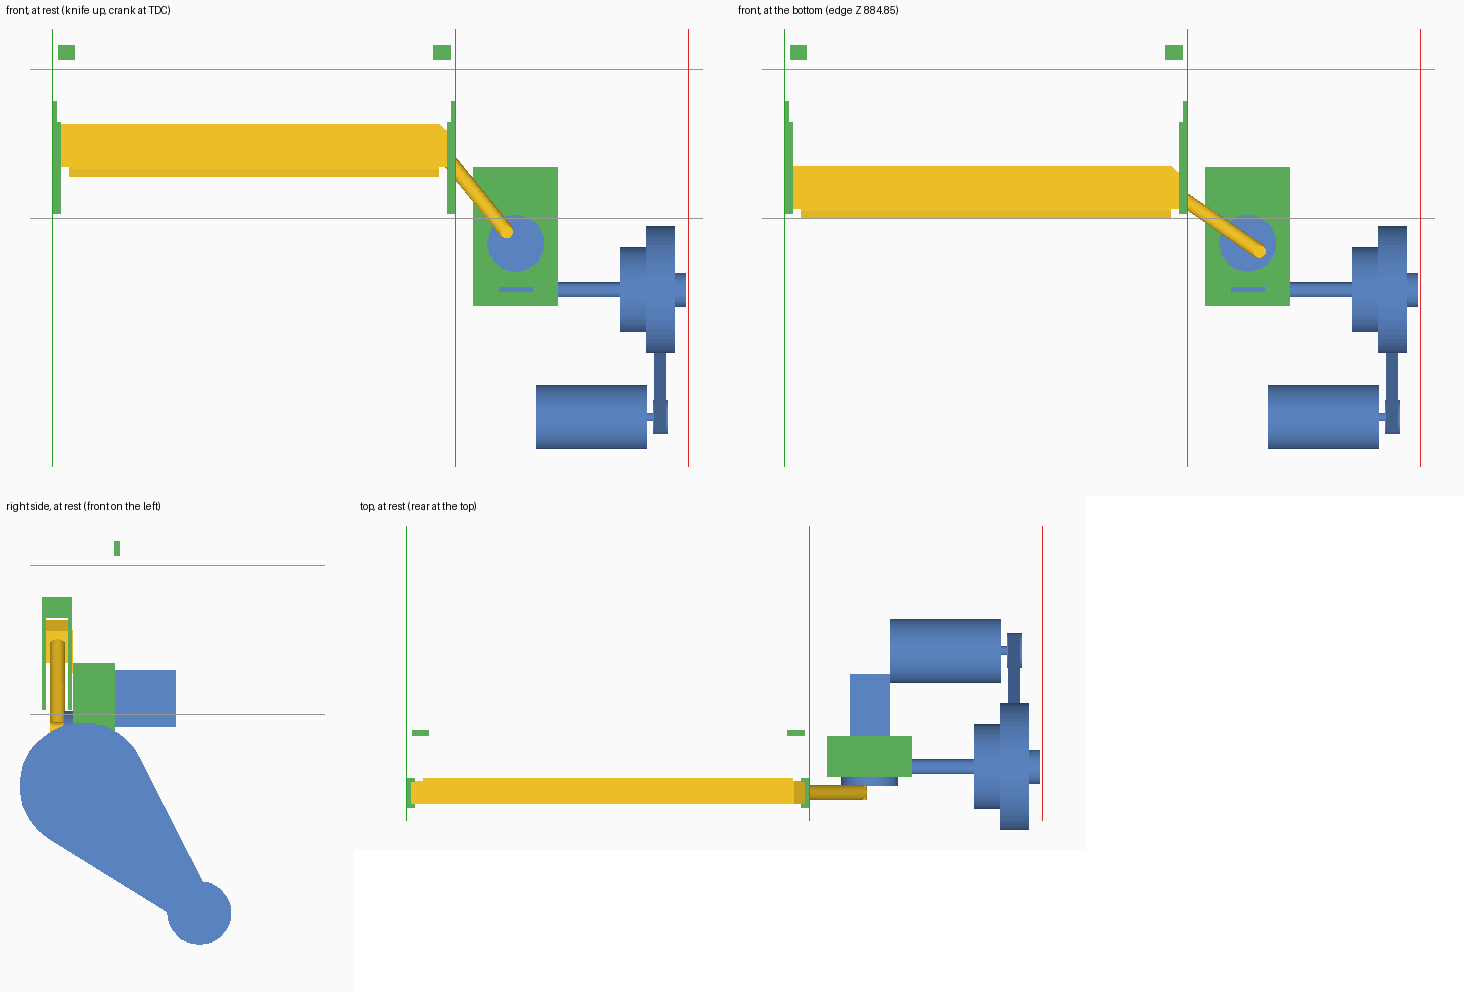 front, at rest (knife up, crank at TDC)
front, at the bottom (edge Z 884.85)
right side, at rest (front on the left)
top, at rest (rear at the top)